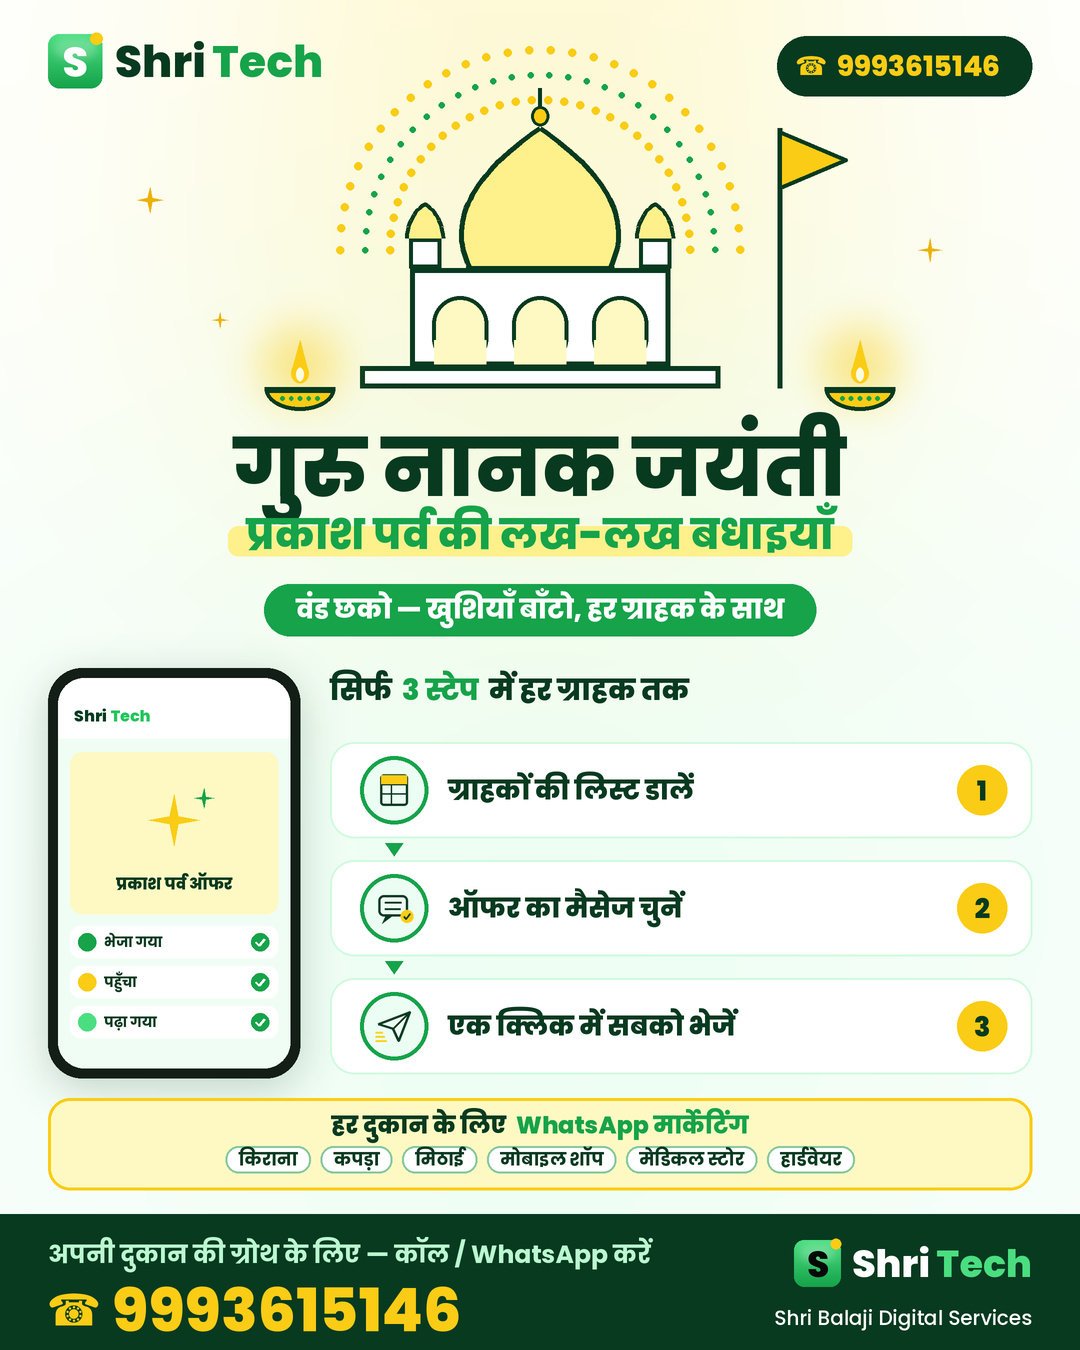 S Shri Tech
☎ 9993615146
गुरु नानक जयंती
प्रकाश पर्व की लख-लख बधाइयाँ
वंड छको — खुशियाँ बाँटो, हर ग्राहक के साथ
Shri Tech
प्रकाश पर्व ऑफर
भेजा गया
पहुँचा
पढ़ा गया
सिर्फ 3 स्टेप में हर ग्राहक तक
ग्राहकों की लिस्ट डालें 1
ऑफर का मैसेज चुनें 2
एक क्लिक में सबको भेजें 3
हर दुकान के लिए WhatsApp मार्केटिंग
किराना कपड़ा मिठाई मोबाइल शॉप मेडिकल स्टोर हार्डवेयर
अपनी दुकान की ग्रोथ के लिए — कॉल / WhatsApp करें
☎ 9993615146
S Shri Tech
Shri Balaji Digital Services